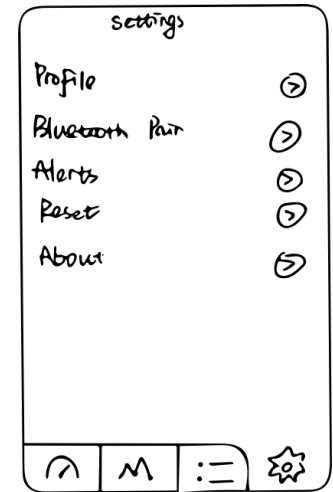 Settings
Profile
Bluetooth Pair
Alerts
Reset
About